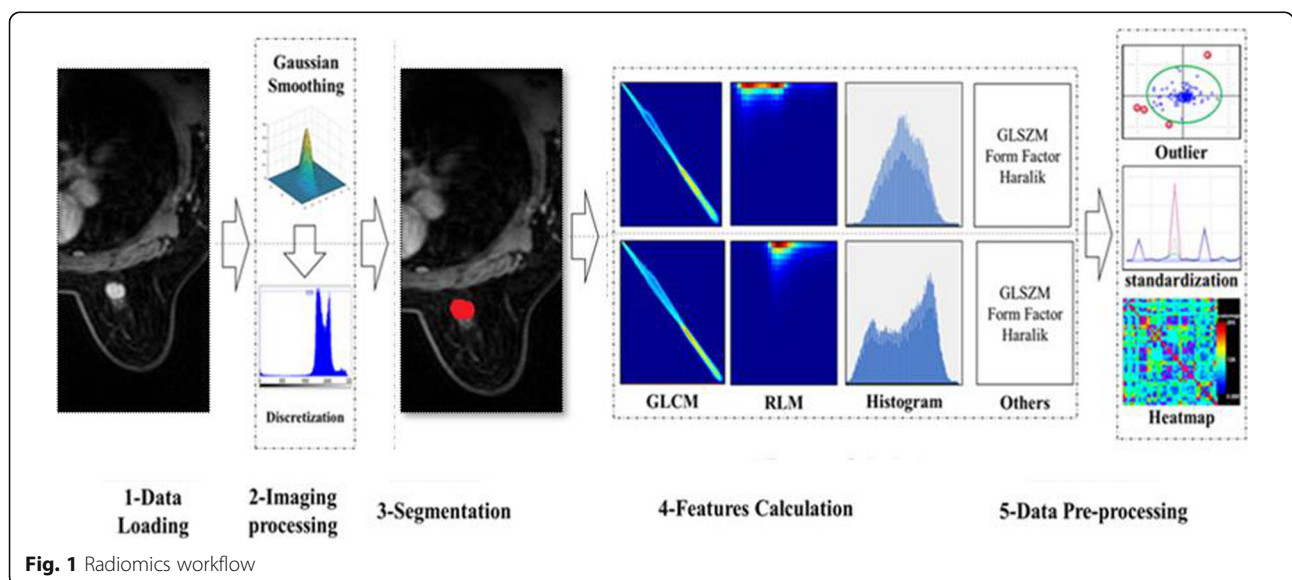 Gaussian
Smoothing
Discretization
GLSZM
Form Factor
Haralik
GLSZM
Form Factor
Haralik
GLCM
RLM
Histogram
Others
Outlier
standardization
Heatmap
1-Data
Loading
2-Imaging
processing
3-Segmentation
4-Features Calculation
5-Data Pre-processing
Fig. 1 Radiomics workflow